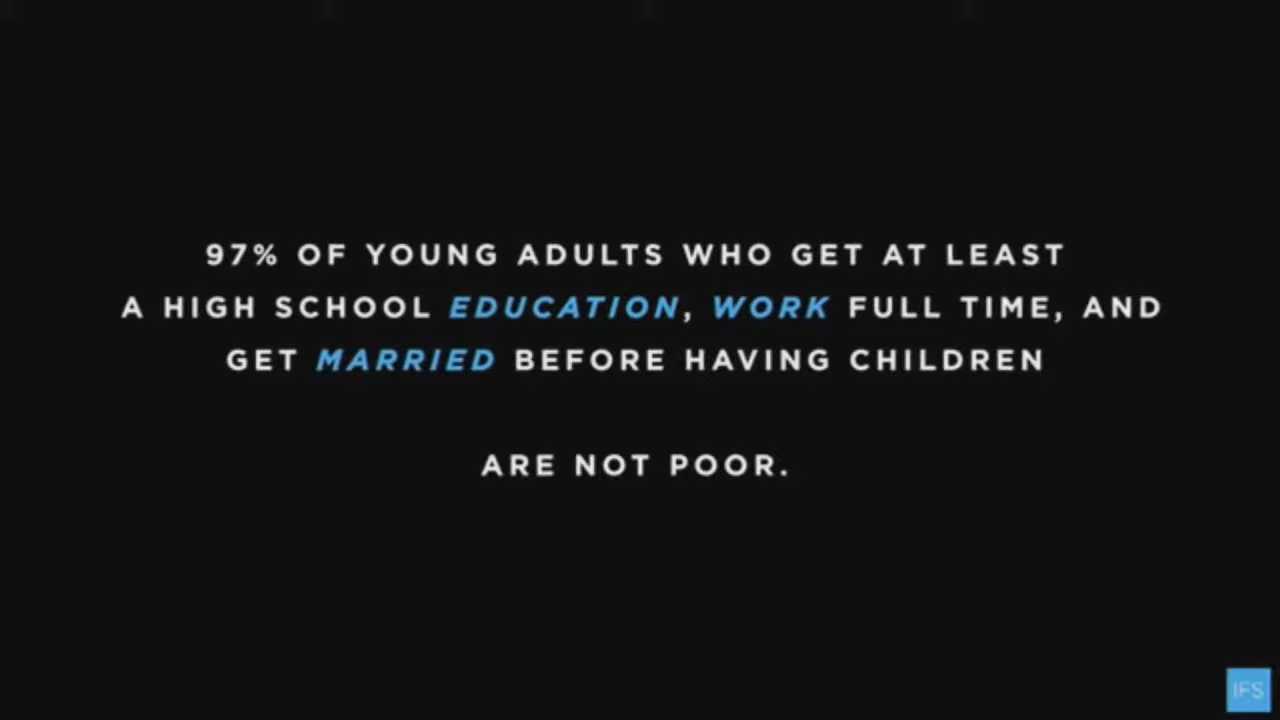 97% OF YOUNG ADULTS WHO GET AT LEAST
A HIGH SCHOOL EDUCATION, WORK FULL TIME, AND
GET MARRIED BEFORE HAVING CHILDREN
ARE NOT POOR.
IFS